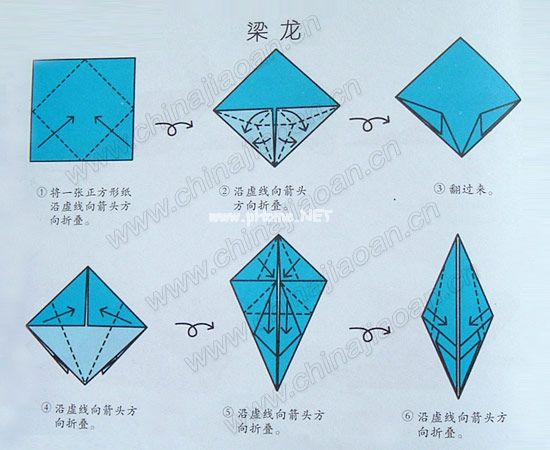 梁龙
①将一张正方形纸
沿虚线向箭头方
向折叠。
②沿虚线向箭头
方向折叠。
③翻过来。
④沿虚线向箭头方
向折叠。
⑤沿虚线向箭头方
向折叠。
⑥沿虚线向箭头方
向折叠。
www.chinajiaoan.cn
www.chinajiaoan.cn
www.pHome.NET
www.chinajiaoan.cn